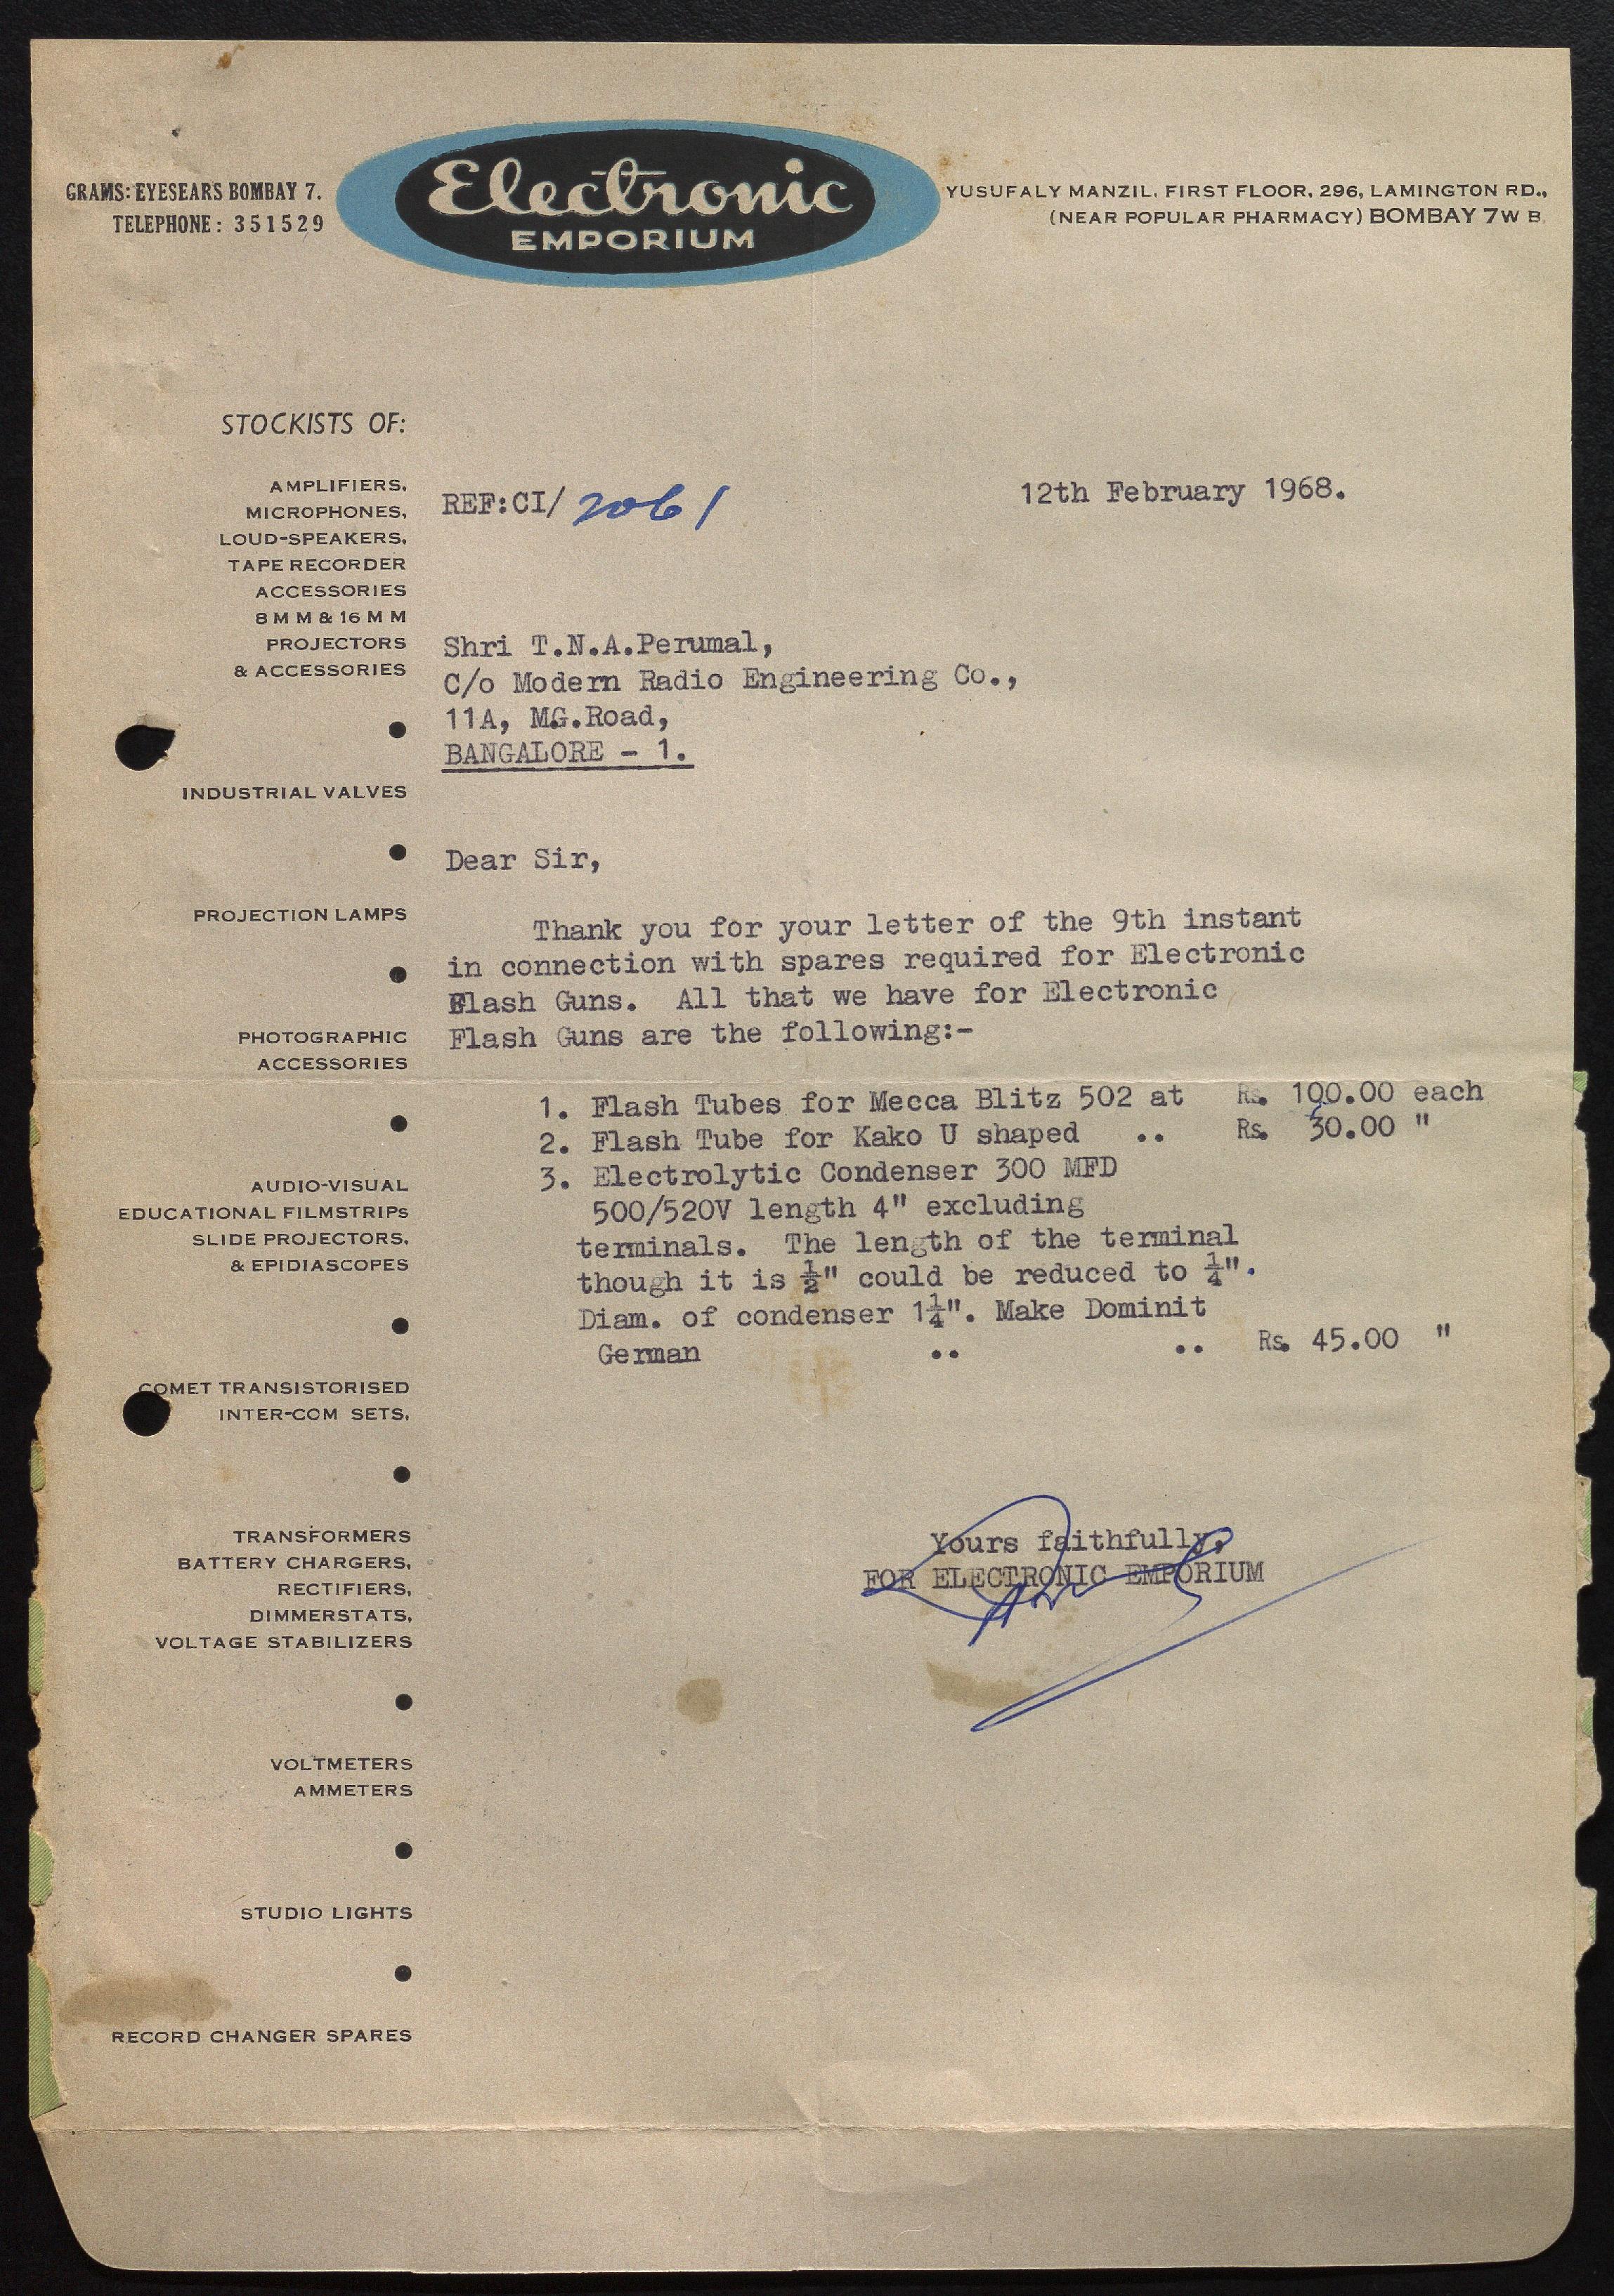 GRAMS: EYESEARS BOMBAY 7.
TELEPHONE: 351529
Electronic
EMPORIUM
YUSUFALY MANZIL, FIRST FLOOR, 296, LAMINGTON RD.,
(NEAR POPULAR PHARMACY) BOMBAY 7 W B
STOCKISTS OF:
AMPLIFIERS,
MICROPHONES,
LOUD-SPEAKERS,
TAPE RECORDER
ACCESSORIES
8 M M & 16 M M
PROJECTORS
& ACCESSORIES
INDUSTRIAL VALVES
PROJECTION LAMPS
PHOTOGRAPHIC
ACCESSORIES
AUDIO-VISUAL
EDUCATIONAL FILMSTRIPs
SLIDE PROJECTORS,
& EPIDIASCOPES
COMET TRANSISTORISED
INTER-COM SETS,
TRANSFORMERS
BATTERY CHARGERS,
RECTIFIERS,
DIMMERSTATS,
VOLTAGE STABILIZERS
VOLTMETERS
AMMETERS
STUDIO LIGHTS
RECORD CHANGER SPARES
REF:CI/ 2061
12th February 1968.
Shri T.N.A.Perumal,
C/o Modern Radio Engineering Co.,
11A, M.G.Road,
BANGALORE - 1.
Dear Sir,
Thank you for your letter of the 9th instant
in connection with spares required for Electronic
Flash Guns. All that we have for Electronic
Flash Guns are the following:-
1. Flash Tubes for Mecca Blitz 502 at Rs. 100.00 each
2. Flash Tube for Kako U shaped .. Rs. 30.00 "
3. Electrolytic Condenser 300 MFD
500/520V length 4" excluding
terminals. The length of the terminal
though it is ½" could be reduced to ¼".
Diam. of condenser 1¼". Make Dominit
German .. .. Rs. 45.00 "
Yours faithfully,
FOR ELECTRONIC EMPORIUM